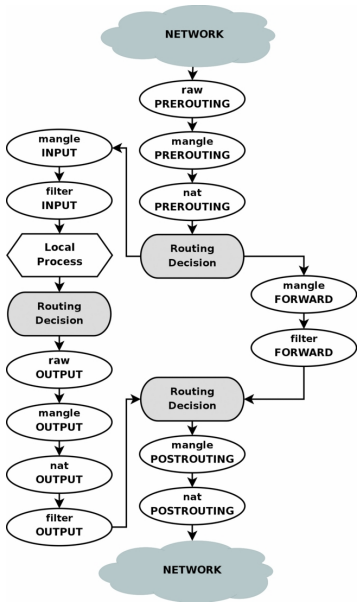 NETWORK
raw
PREROUTING
mangle
PREROUTING
nat
PREROUTING
Routing
Decision
mangle
INPUT
filter
INPUT
Local
Process
Routing
Decision
raw
OUTPUT
mangle
OUTPUT
nat
OUTPUT
filter
OUTPUT
mangle
FORWARD
filter
FORWARD
Routing
Decision
mangle
POSTROUTING
nat
POSTROUTING
NETWORK